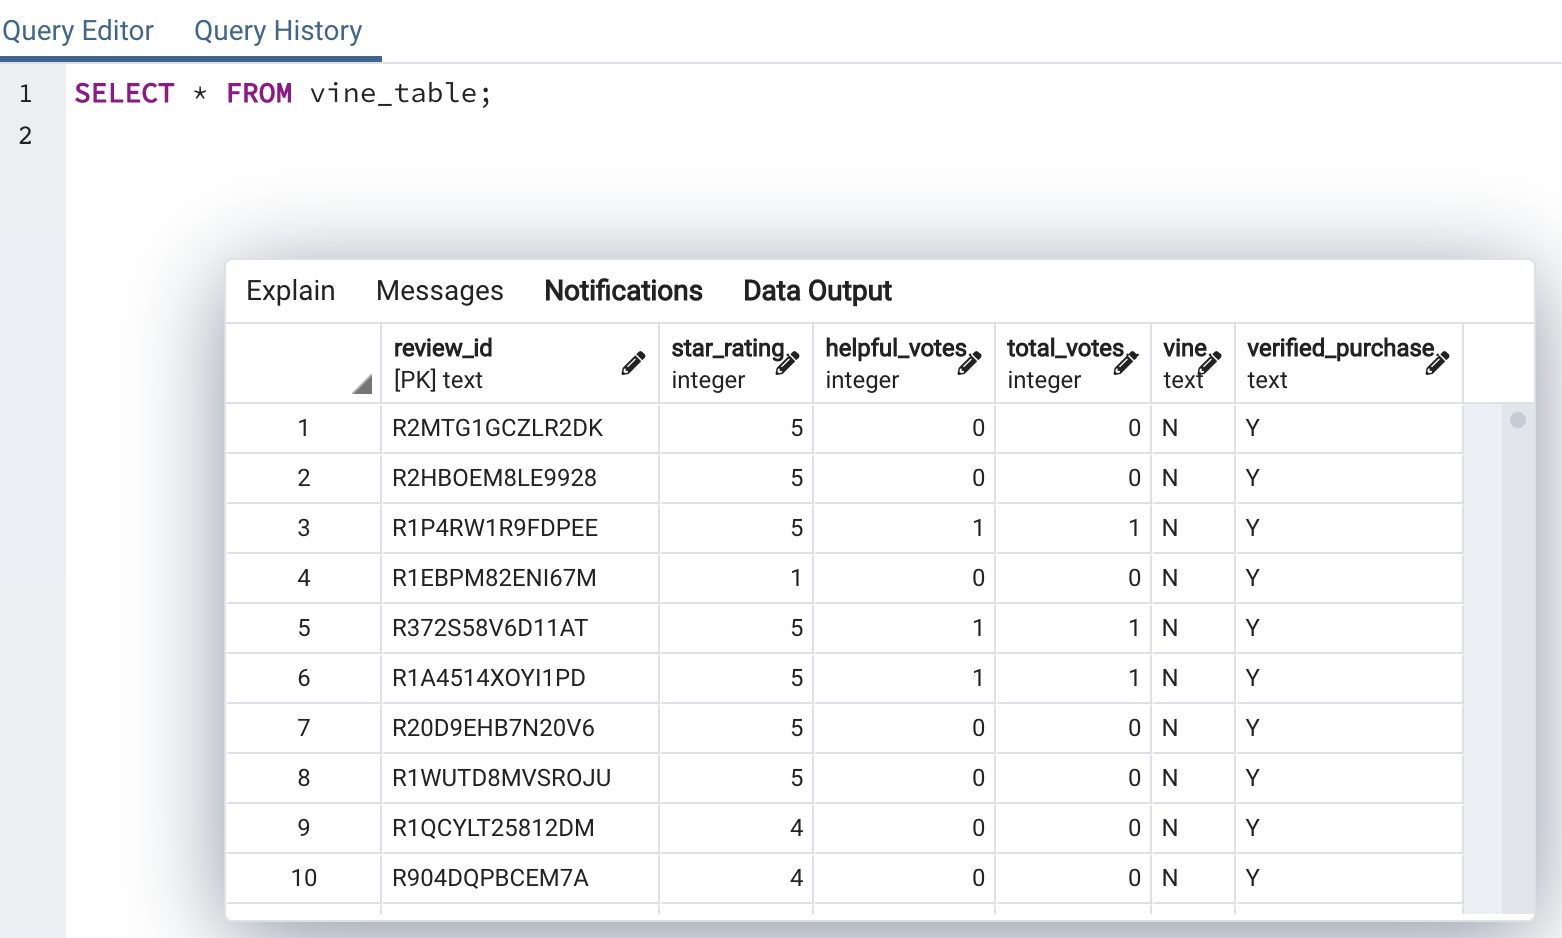 Query Editor Query History
1 SELECT * FROM vine_table;
2
Explain Messages Notifications Data Output
review_id star_rating helpful_votes total_votes vine verified_purchase
[PK] text integer integer integer text text
1 R2MTG1GCZLR2DK 5 0 0 N Y
2 R2HBOEM8LE9928 5 0 0 N Y
3 R1P4RW1R9FDPEE 5 1 1 N Y
4 R1EBPM82ENI67M 1 0 0 N Y
5 R372S58V6D11AT 5 1 1 N Y
6 R1A4514XOYI1PD 5 1 1 N Y
7 R20D9EHB7N20V6 5 0 0 N Y
8 R1WUTD8MVSROJU 5 0 0 N Y
9 R1QCYLT25812DM 4 0 0 N Y
10 R904DQPBCEM7A 4 0 0 N Y